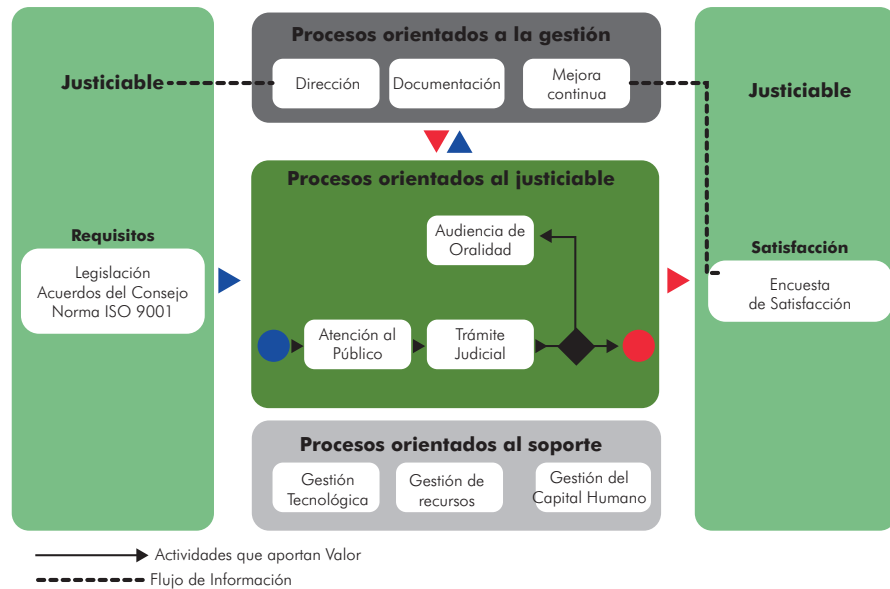 Procesos orientados a la gestión
Justiciable
Dirección
Documentación
Mejora
continua
Justiciable
Procesos orientados al justiciable
Requisitos
Legislación
Acuerdos del Consejo
Norma ISO 9001
Audiencia de
Oralidad
Atención al
Público
Trámite
Judicial
Satisfacción
Encuesta
de Satisfacción
Procesos orientados al soporte
Gestión
Tecnológica
Gestión de
recursos
Gestión del
Capital Humano
Actividades que aportan Valor
Flujo de Información